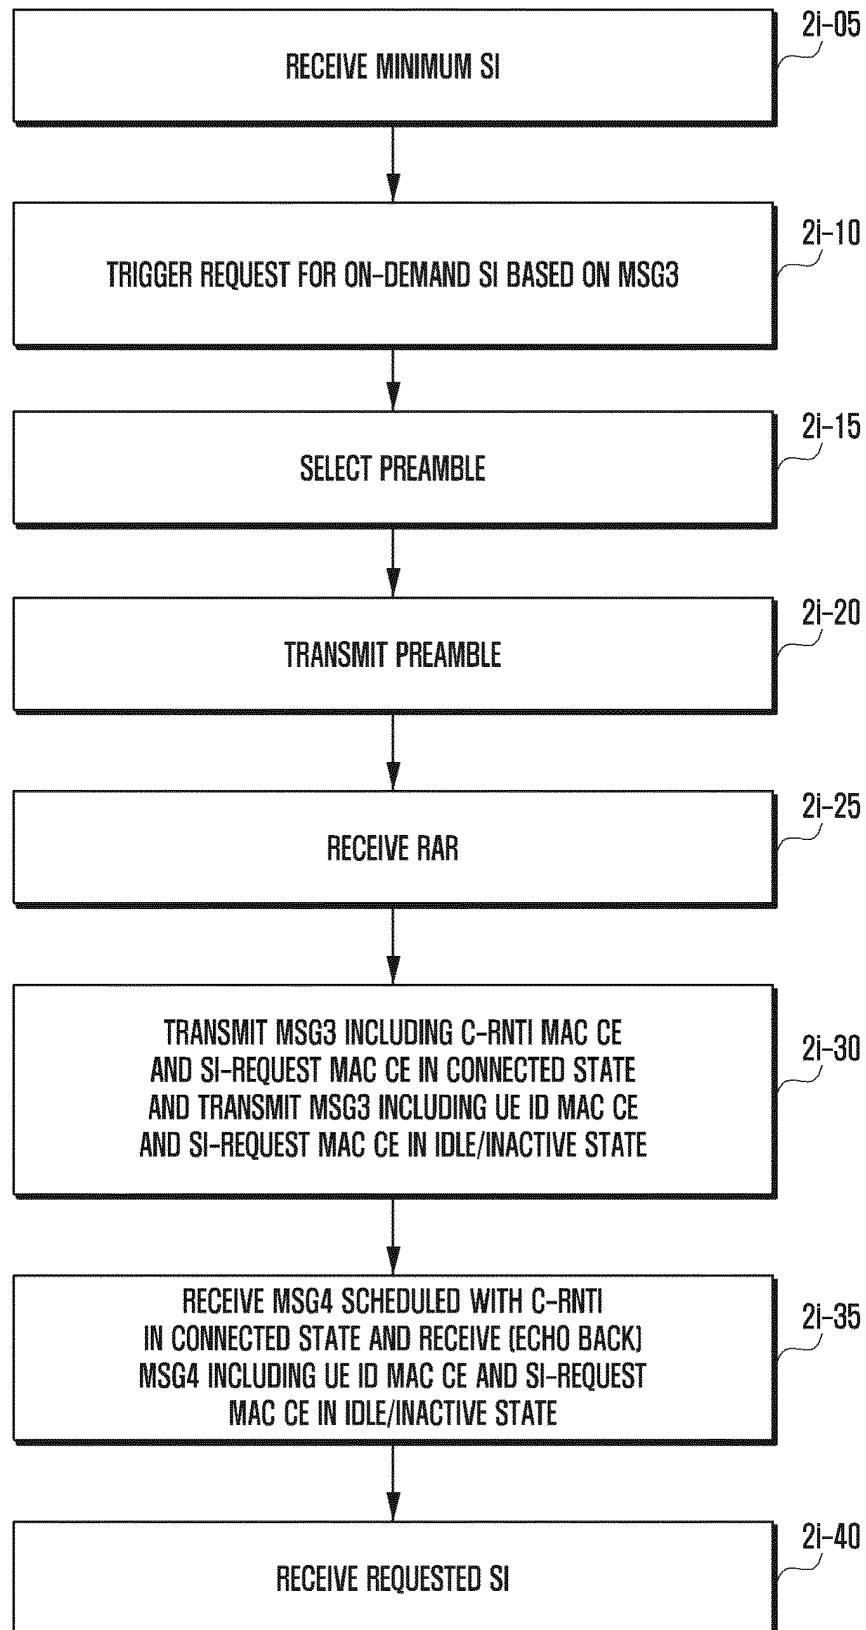 2i-05
RECEIVE MINIMUM SI
2i-10
TRIGGER REQUEST FOR ON-DEMAND SI BASED ON MSG3
2i-15
SELECT PREAMBLE
2i-20
TRANSMIT PREAMBLE
2i-25
RECEIVE RAR
2i-30
TRANSMIT MSG3 INCLUDING C-RNTI MAC CE
AND SI-REQUEST MAC CE IN CONNECTED STATE
AND TRANSMIT MSG3 INCLUDING UE ID MAC CE
AND SI-REQUEST MAC CE IN IDLE/INACTIVE STATE
2i-35
RECEIVE MSG4 SCHEDULED WITH C-RNTI
IN CONNECTED STATE AND RECEIVE (ECHO BACK)
MSG4 INCLUDING UE ID MAC CE AND SI-REQUEST
MAC CE IN IDLE/INACTIVE STATE
2i-40
RECEIVE REQUESTED SI